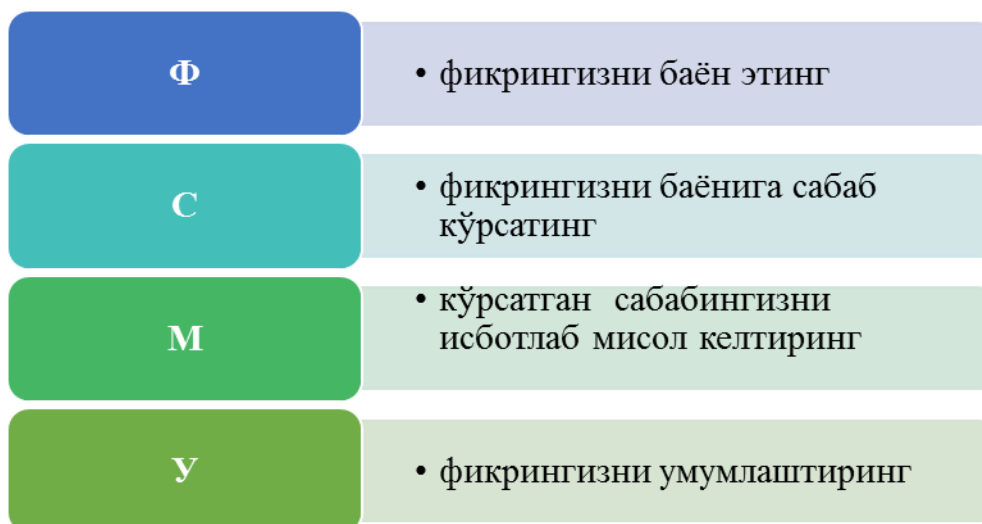 Ф
• фикрингизни баён этинг
С
• фикрингизни баёнига сабаб
кўрсатинг
М
• кўрсатган сабабингизни
исботлаб мисол келтиринг
У
• фикрингизни умумлаштиринг